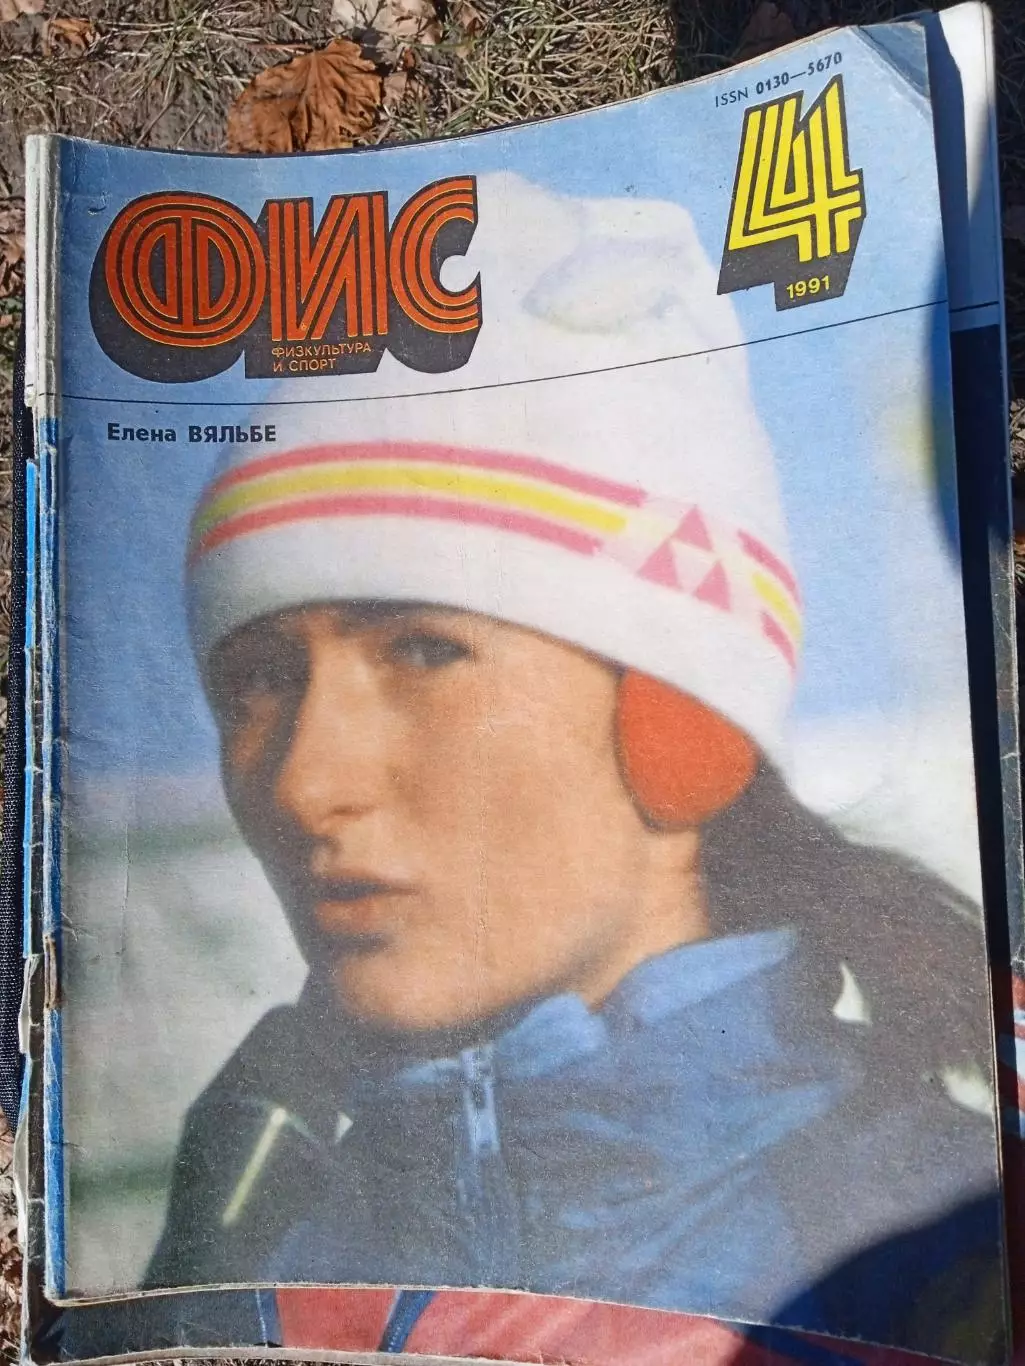 ISSN 0130—5670
ФИС
4
ФИЗКУЛЬТУРА
И СПОРТ
1991
Елена ВЯЛЬБЕ